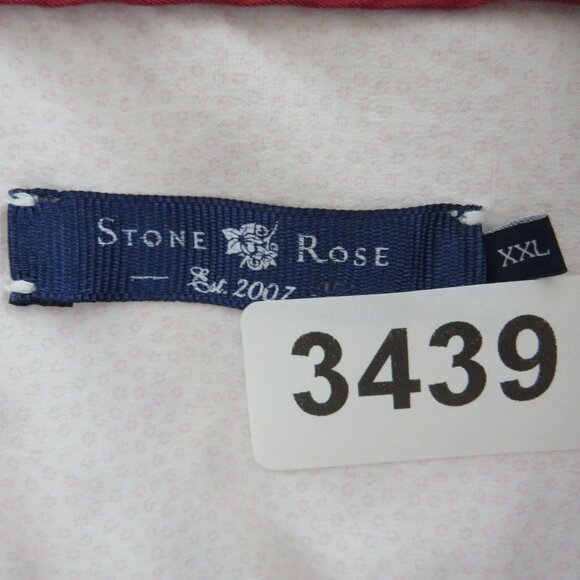 STONE ROSE
Est. 2007
XXL
3439